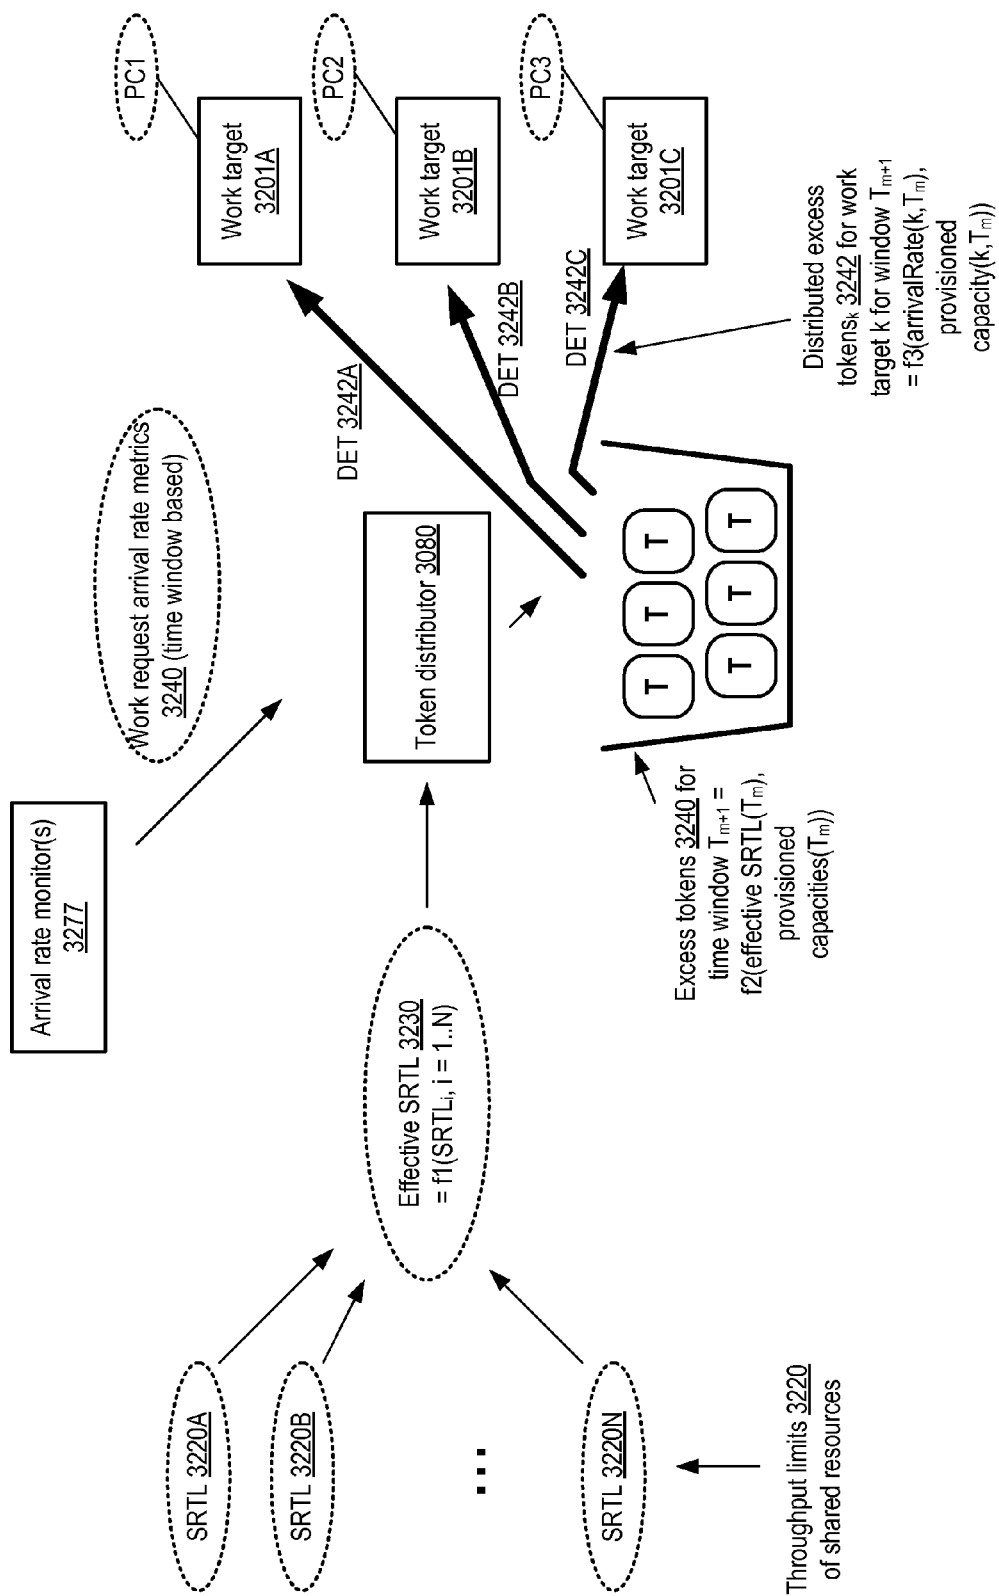 Arrival rate monitor(s)
3277
Work request arrival rate metrics
3240 (time window based)
PC1
Work target
3201A
PC2
Work target
3201B
PC3
Work target
3201C
SRTL 3220A
SRTL 3220B
...
SRTL 3220N
Throughput limits 3220
of shared resources
Effective SRTL 3230
= f1(SRTLi, i = 1..N)
Token distributor 3080
DET 3242A
DET 3242B
DET 3242C
T
T
T
T
T
T
Excess tokens 3240 for
time window Tm+1 =
f2(effective SRTL(Tm),
provisioned
capacities(Tm))
Distributed excess
tokensk 3242 for work
target k for window Tm+1
= f3(arrivalRate(k,Tm),
provisioned
capacity(k,Tm))